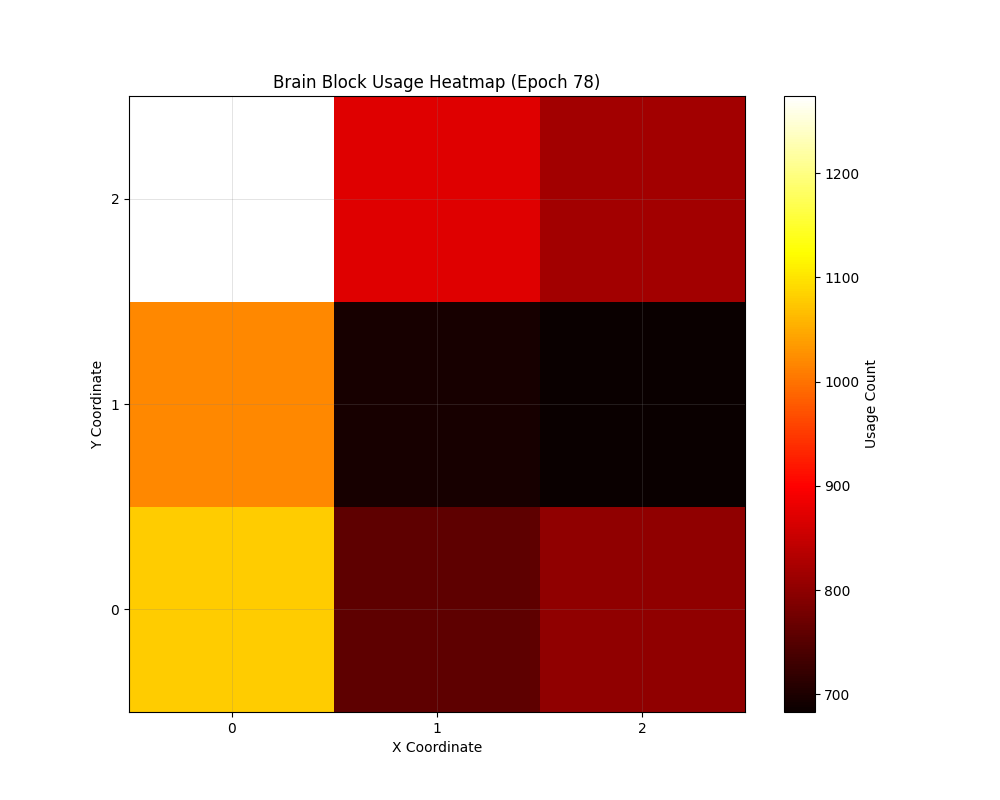 Brain Block Usage Heatmap (Epoch 78)
2
1
0
Y Coordinate
0 1 2
X Coordinate
1200
1100
1000
900
800
700
Usage Count